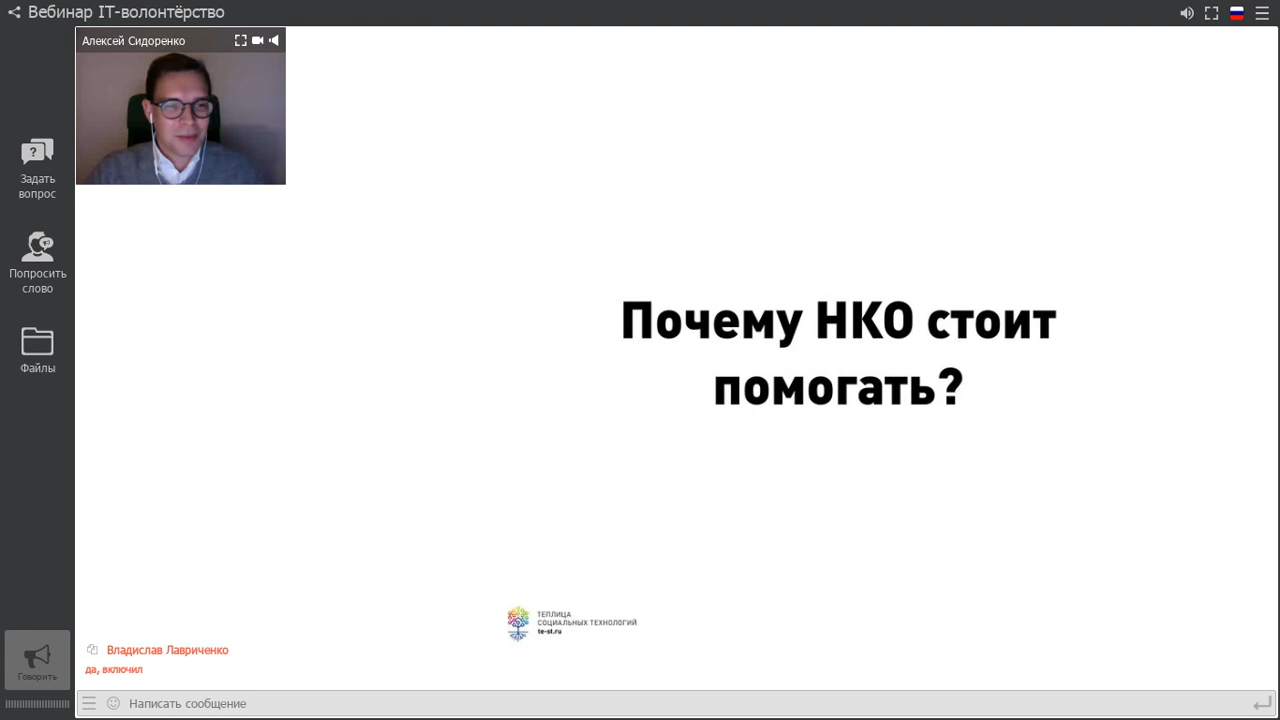 Вебинар IT-волонтёрство
Алексей Сидоренко
Задать
вопрос
Попросить
слово
Файлы
Почему НКО стоит
помогать?
ТЕПЛИЦА
СОЦИАЛЬНЫХ ТЕХНОЛОГИЙ
te-st.ru
Владислав Лавриченко
да, включил
Говорить
Написать сообщение